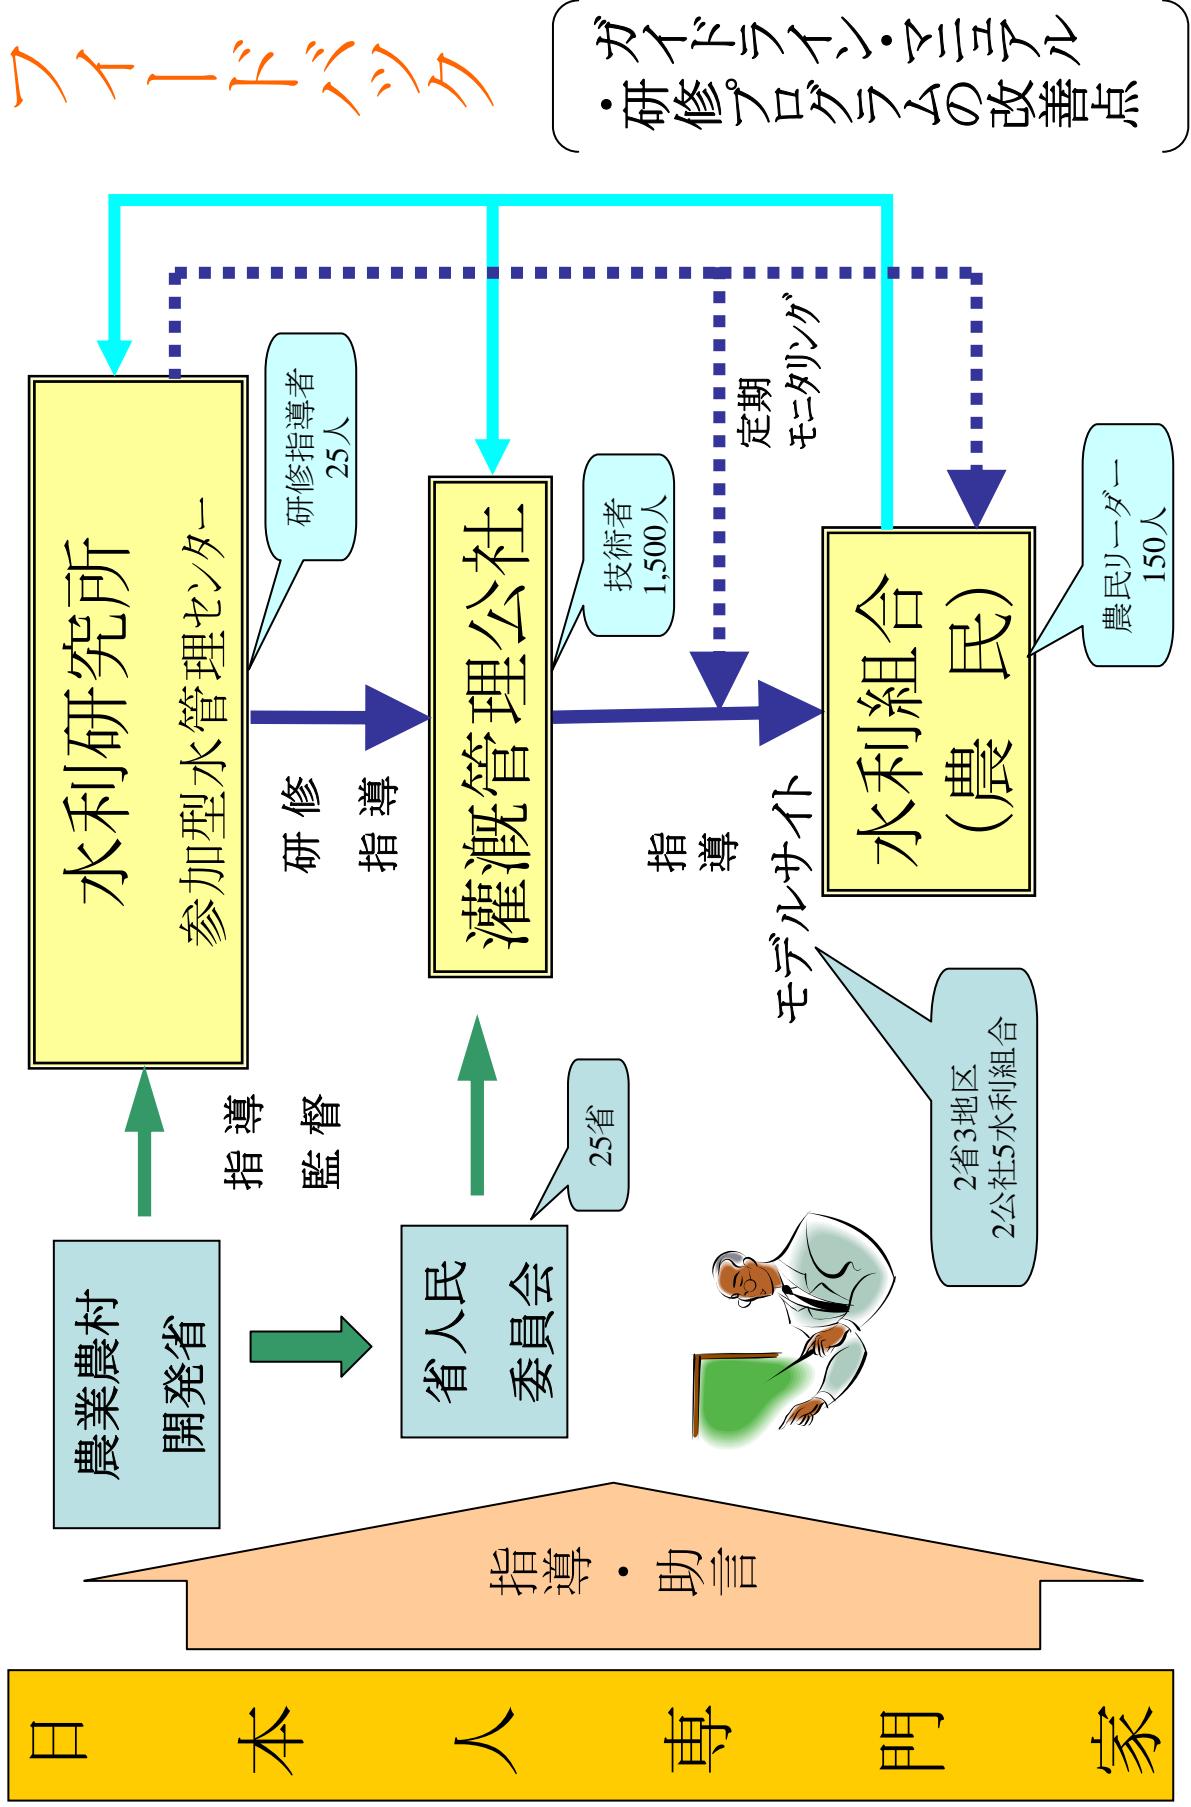 日本人専門家
指導・助言
農業農村
開発省
省人民
委員会
25省
指導
監督
水利研究所
参加型水管理センター
研修指導者
25人
研修
指導
灌漑管理公社
技術者
1,500人
指導
モデルサイト
2省3地区
2公社5水利組合
水利組合
(農 民)
農民リーダー
150人
定期
モニタリング
フィードバック
ガイドライン・マニュアル
・研修プログラムの改善点